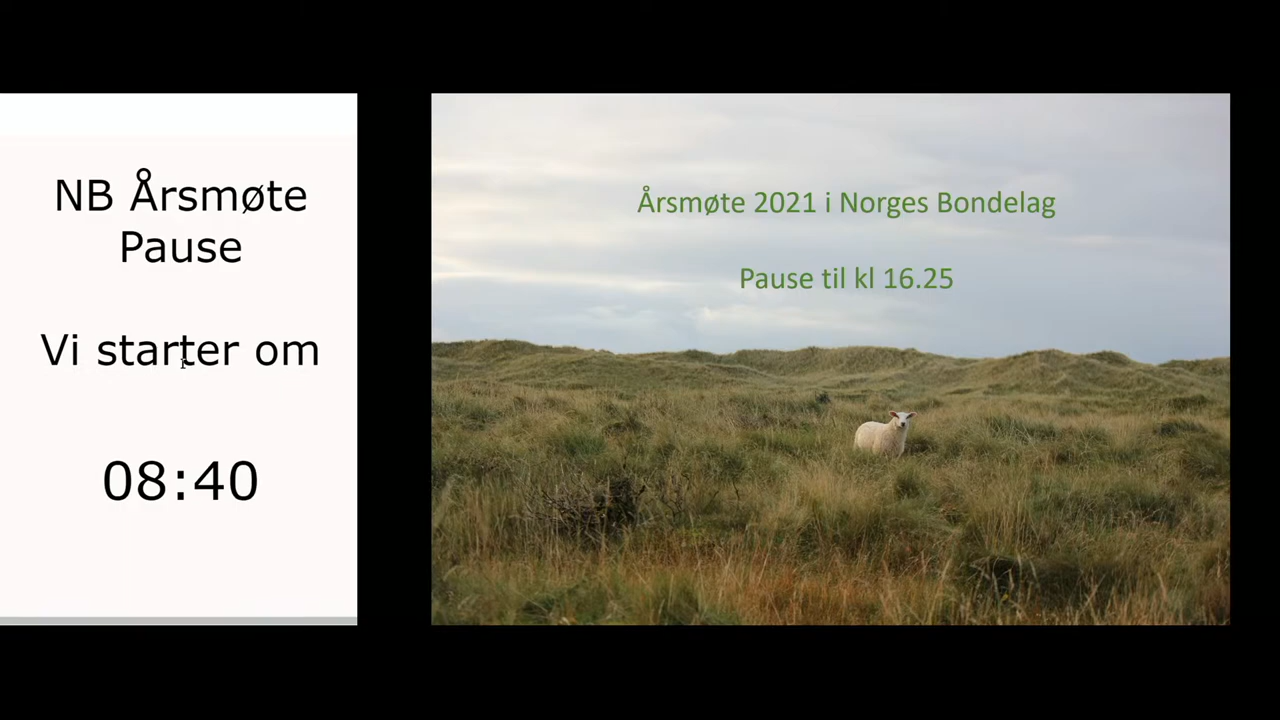 NB Årsmøte
Pause
Vi starter om
08:40
Årsmøte 2021 i Norges Bondelag
Pause til kl 16.25